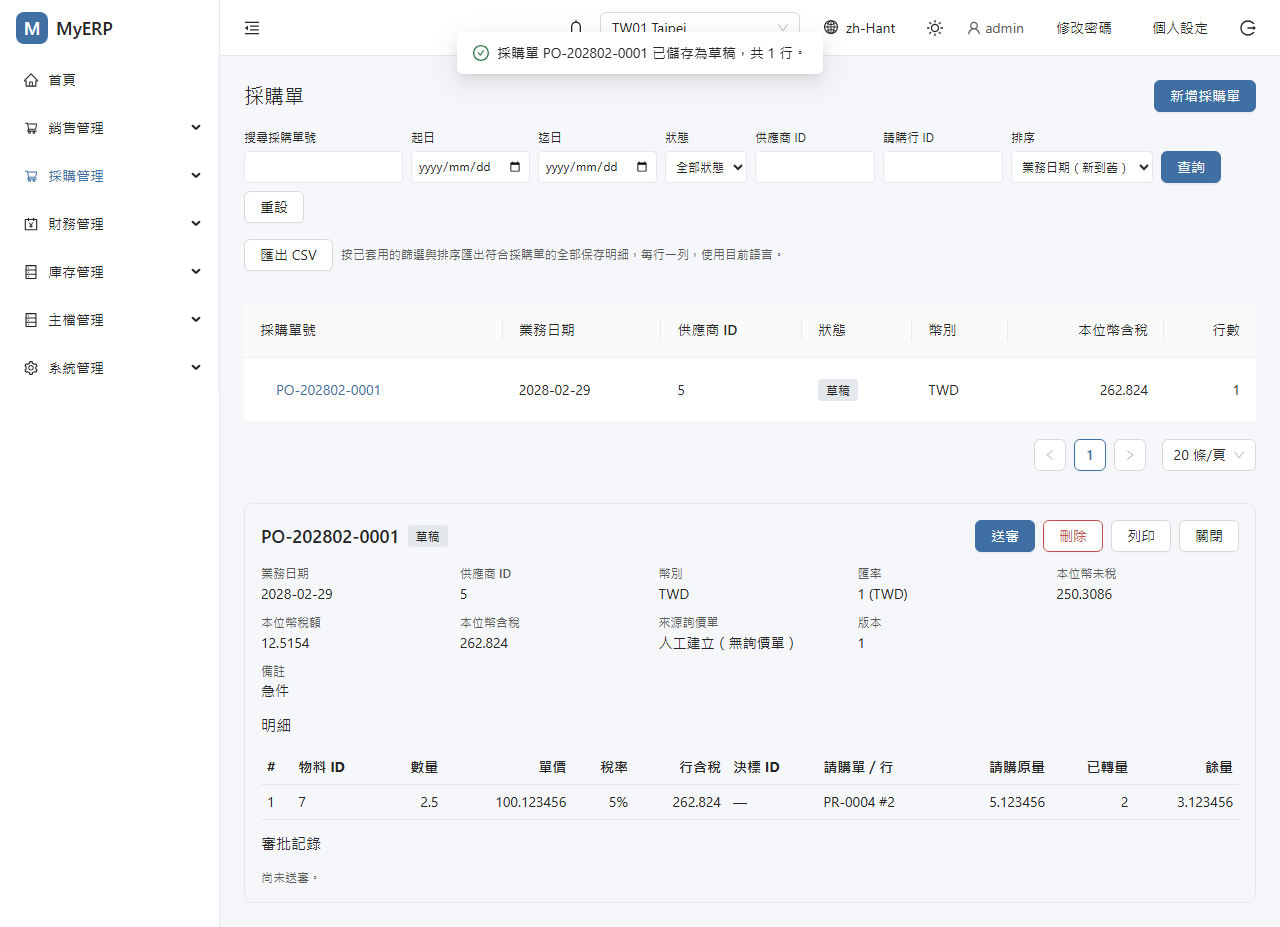 M MyERP
TW01 Taipei
zh-Hant
admin
修改密碼
個人設定
採購單 PO-202802-0001 已儲存為草稿，共 1 行。
首頁
銷售管理
採購管理
財務管理
庫存管理
主檔管理
系統管理
採購單
新增採購單
搜尋採購單號 起日 迄日 狀態 供應商 ID 請購行 ID 排序
yyyy/mm/dd yyyy/mm/dd 全部狀態 業務日期（新到舊） 查詢
重設
匯出 CSV 按已套用的篩選與排序匯出符合採購單的全部保存明細，每行一列，使用目前語言。
採購單號 業務日期 供應商 ID 狀態 幣別 本位幣含稅 行數
PO-202802-0001 2028-02-29 5 草稿 TWD 262.824 1
< 1 > 20 條/頁
PO-202802-0001 草稿 送審 刪除 列印 關閉
業務日期 供應商 ID 幣別 匯率 本位幣未稅
2028-02-29 5 TWD 1 (TWD) 250.3086
本位幣稅額 本位幣含稅 來源詢價單 版本
12.5154 262.824 人工建立（無詢價單） 1
備註
急件
明細
# 物料 ID 數量 單價 稅率 行含稅 決標 ID 請購單 / 行 請購原量 已轉量 餘量
1 7 2.5 100.123456 5% 262.824 — PR-0004 #2 5.123456 2 3.123456
審批記錄
尚未送審。